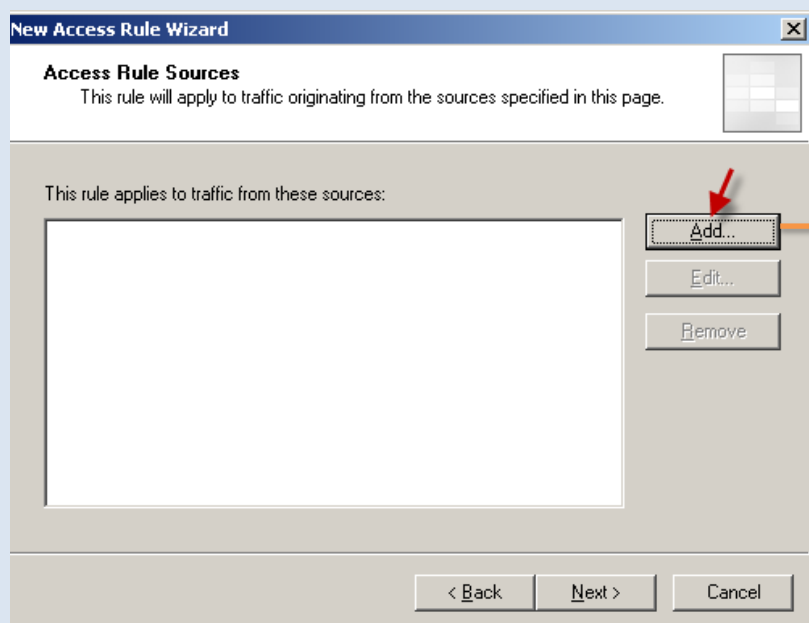 New Access Rule Wizard
Access Rule Sources
This rule will apply to traffic originating from the sources specified in this page.
This rule applies to traffic from these sources:
Add...
Edit...
Remove
< Back
Next >
Cancel